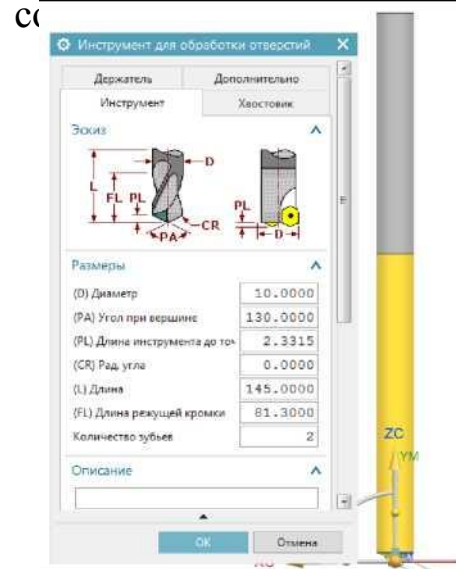 Инструмент для обработки отверстий
Держатель Дополнительно
Инструмент Хвостовик
Эскиз
D
L FL PL
CR
PA
PL
D
Размеры
(D) Диаметр 10.0000
(PA) Угол при вершине 130.0000
(PL) Длина инструмента до точ 2.3315
(CR) Рад. угла 0.0000
(L) Длина 145.0000
(FL) Длина режущей кромки 81.3000
Количество зубьев 2
Описание
ZC
YM
OK Отмена